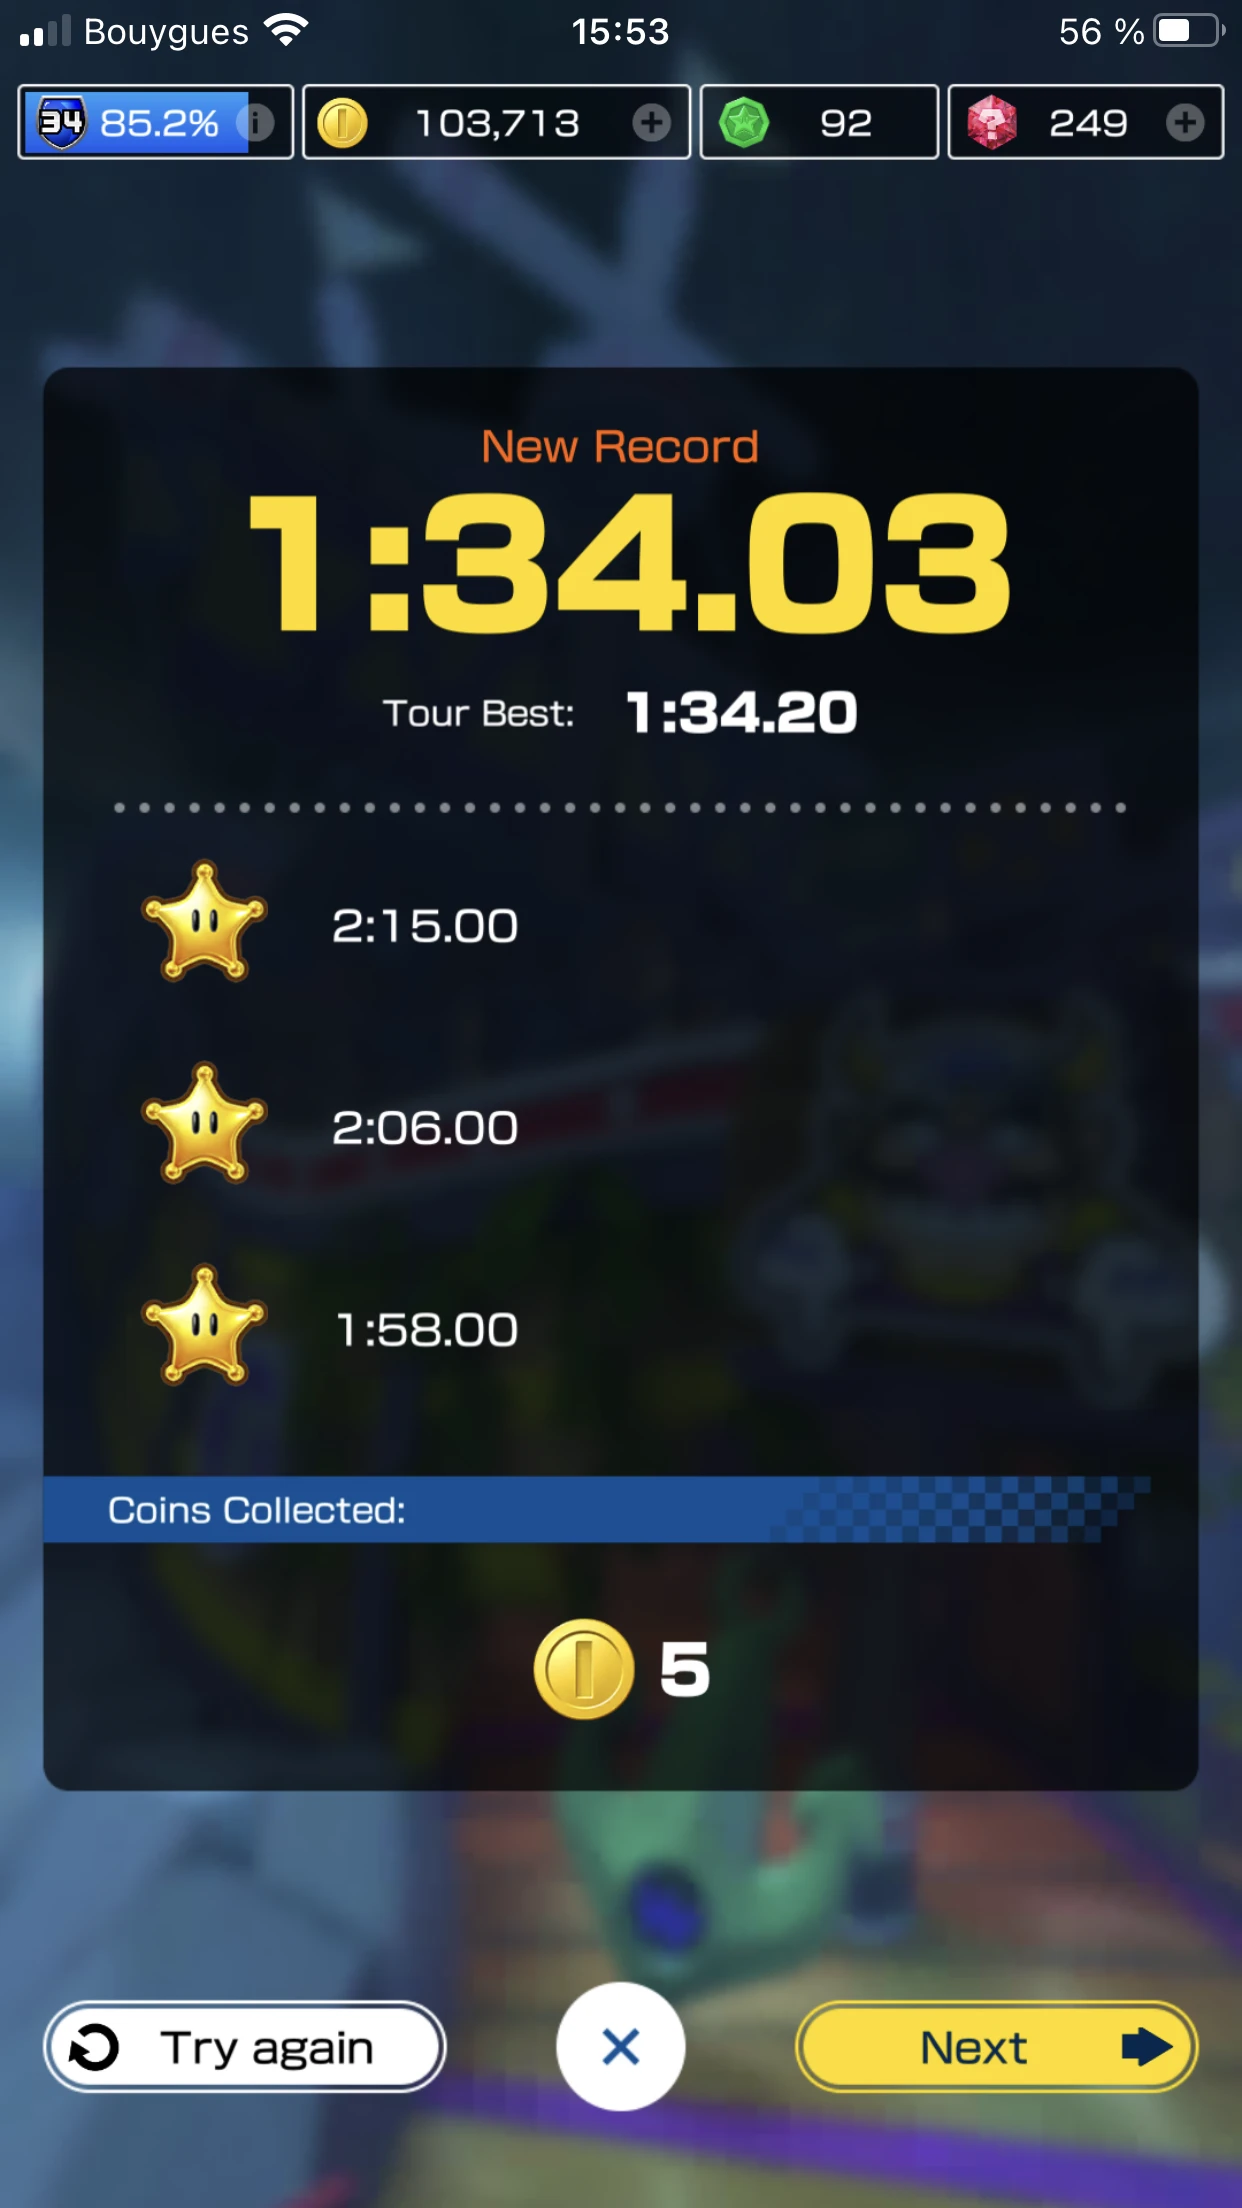 Bouygues 15:53 56 %
34 85.2% i 103,713 92 249
New Record
1:34.03
Tour Best: 1:34.20
2:15.00
2:06.00
1:58.00
Coins Collected:
5
Try again Next